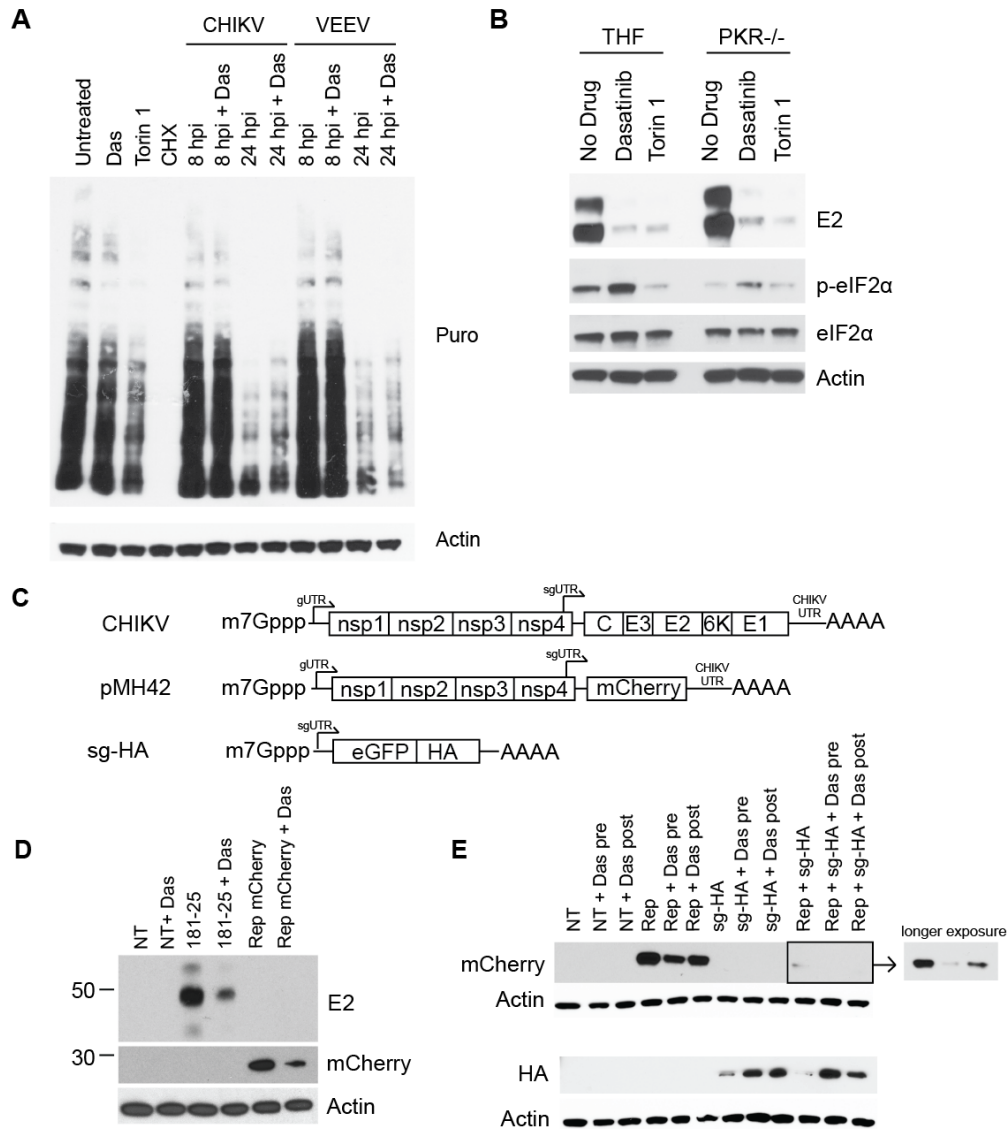 A
CHIKV VEEV
Untreated
Das
Torin 1
CHX
8 hpi
8 hpi + Das
24 hpi
24 hpi + Das
8 hpi
8 hpi + Das
24 hpi
24 hpi + Das
Puro
Actin
B
THF PKR-/-
No Drug
Dasatinib
Torin 1
No Drug
Dasatinib
Torin 1
E2
p-eIF2α
eIF2α
Actin
C
CHIKV m7Gppp gUTR nsp1 nsp2 nsp3 nsp4 sgUTR C E3 E2 6K E1 CHIKV UTR AAAA
pMH42 m7Gppp gUTR nsp1 nsp2 nsp3 nsp4 sgUTR mCherry CHIKV UTR AAAA
sg-HA m7Gppp sgUTR eGFP HA AAAA
D
NT
NT+ Das
181-25
181-25 + Das
Rep mCherry
Rep mCherry + Das
50
E2
30
mCherry
Actin
E
NT
NT + Das pre
NT + Das post
Rep
Rep + Das pre
Rep + Das post
sg-HA
sg-HA + Das pre
sg-HA + Das post
Rep + sg-HA
Rep + sg-HA + Das pre
Rep + sg-HA + Das post
longer exposure
mCherry
Actin
HA
Actin